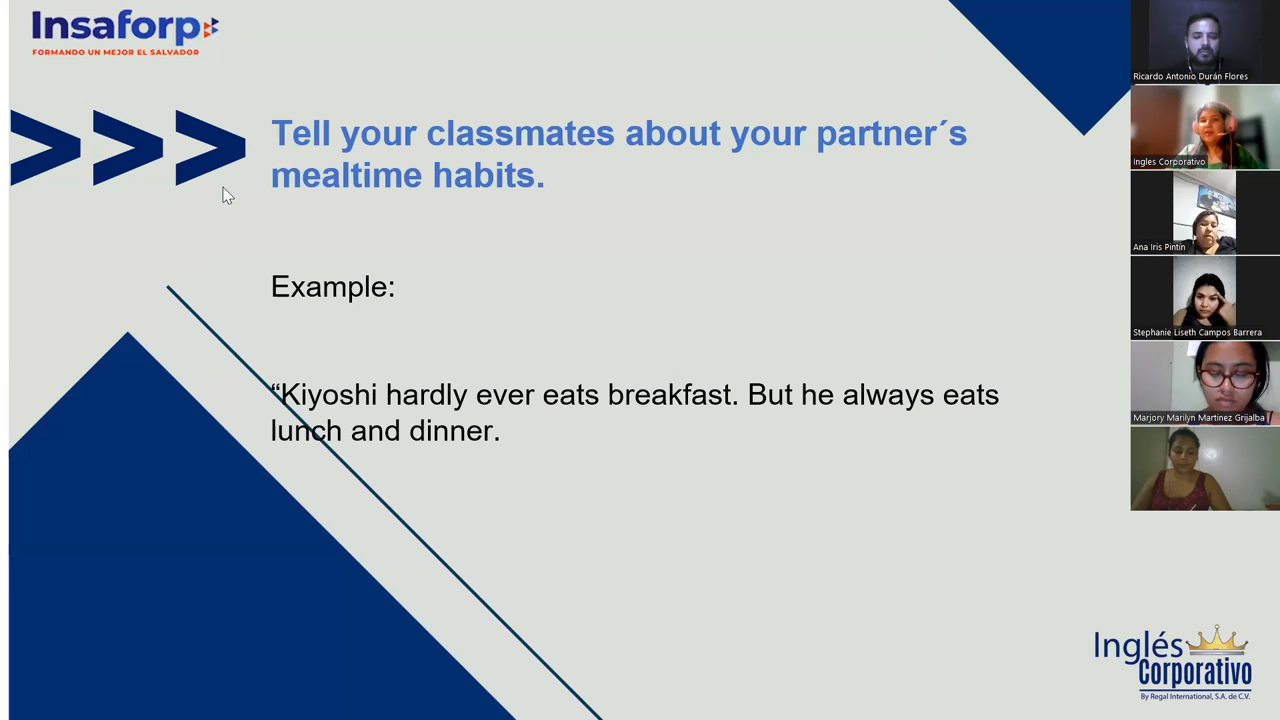 Insaforp
FORMANDO UN MEJOR EL SALVADOR
>>>
Tell your classmates about your partner´s
mealtime habits.
Example:
“Kiyoshi hardly ever eats breakfast. But he always eats
lunch and dinner.
Ricardo Antonio Durán Flores
Ingles Corporativo
Ana Iris Pintín
Stephanie Liseth Campos Barrera
Marjory Marilyn Martinez Grijalba
Inglés
Corporativo
By Regal International, S.A. de C.V.